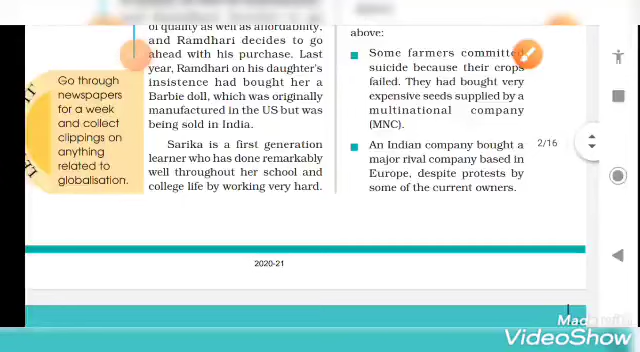 of quality as well as affordability,
and Ramdhari decides to go
ahead with his purchase. Last
year, Ramdhari on his daughter's
insistence had bought her a
Barbie doll, which was originally
manufactured in the US but was
being sold in India.
Sarika is a first generation
learner who has done remarkably
well throughout her school and
college life by working very hard.
Go through
newspapers
for a week
and collect
clippings on
anything
related to
globalisation.
above:
Some farmers committed
suicide because their crops
failed. They had bought very
expensive seeds supplied by a
multinational company
(MNC).
An Indian company bought a
major rival company based in
Europe, despite protests by
some of the current owners.
2/16
2020-21
VideoShow